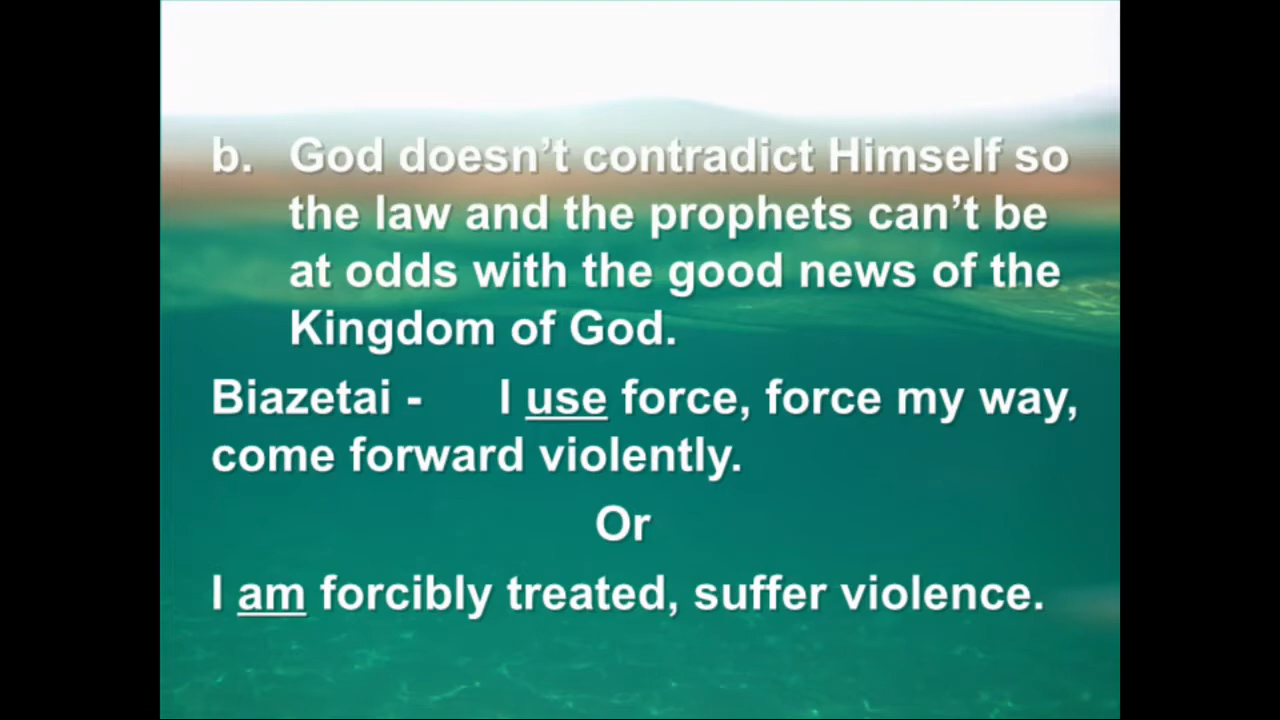 b. God doesn’t contradict Himself so
the law and the prophets can’t be
at odds with the good news of the
Kingdom of God.
Biazetai - I use force, force my way,
come forward violently.
Or
I am forcibly treated, suffer violence.